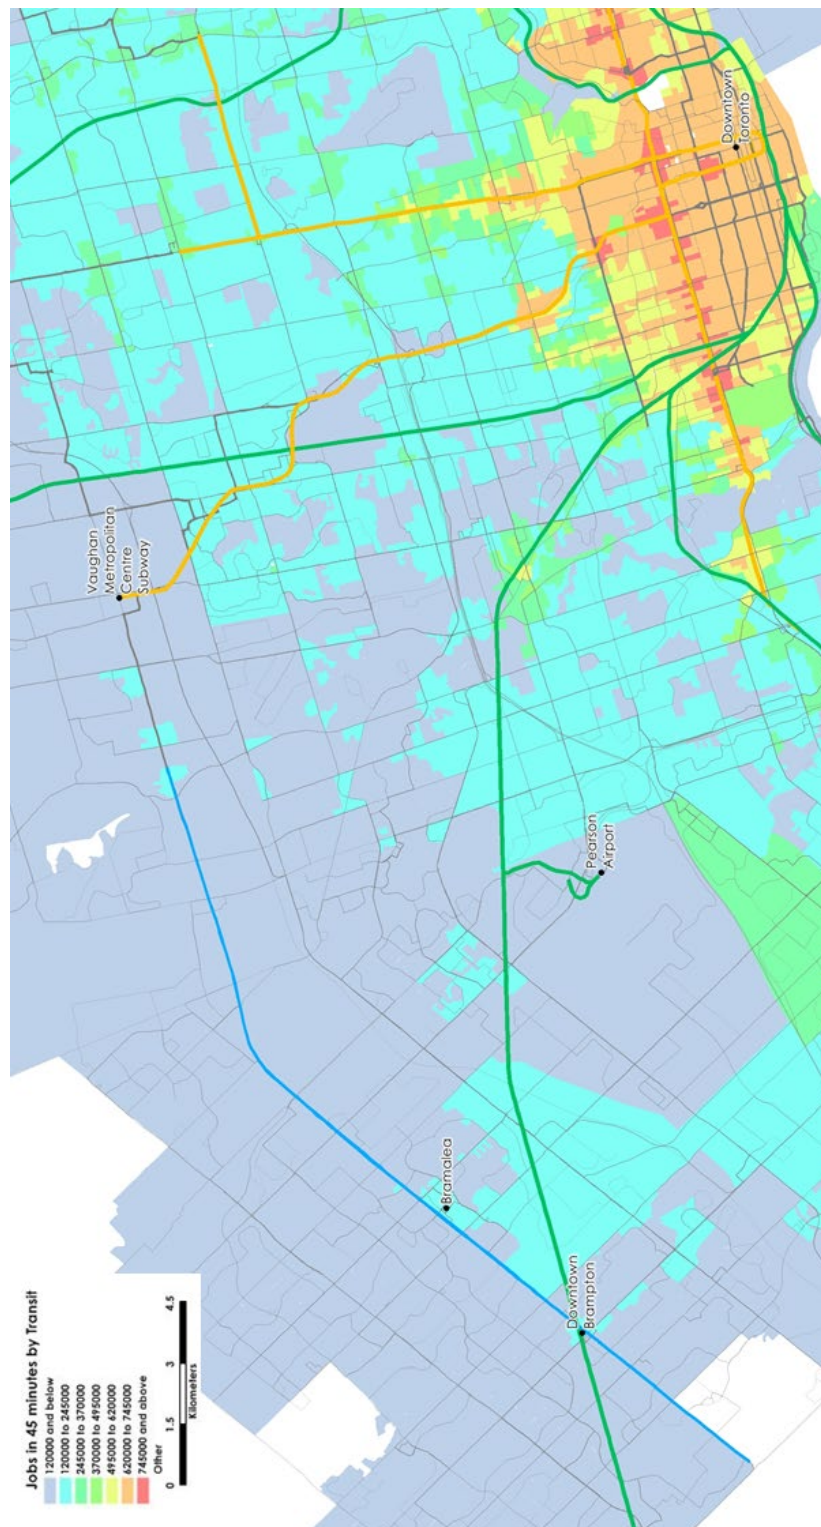 Jobs in 45 minutes by Transit
120000 and below
120000 to 245000
245000 to 370000
370000 to 495000
495000 to 620000
620000 to 745000
745000 and above
Other
0 1.5 3 4.5
Kilometers
Vaughan
Metropolitan
Centre
Subway
Downtown
Toronto
Pearson
Airport
Bramalea
Downtown
Brampton